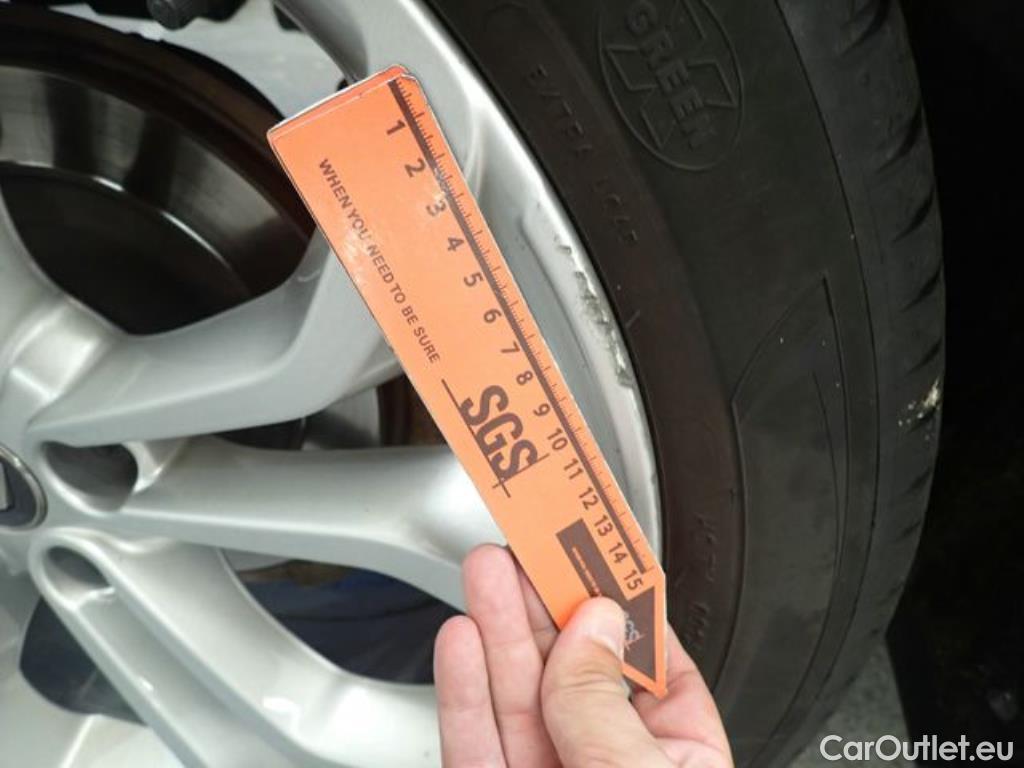 GREEN X
EXTRA LOAD
1 2 3 4 5 6 7 8 9 10 11 12 13 14 15
WHEN YOU NEED TO BE SURE
SGS
CarOutlet.eu